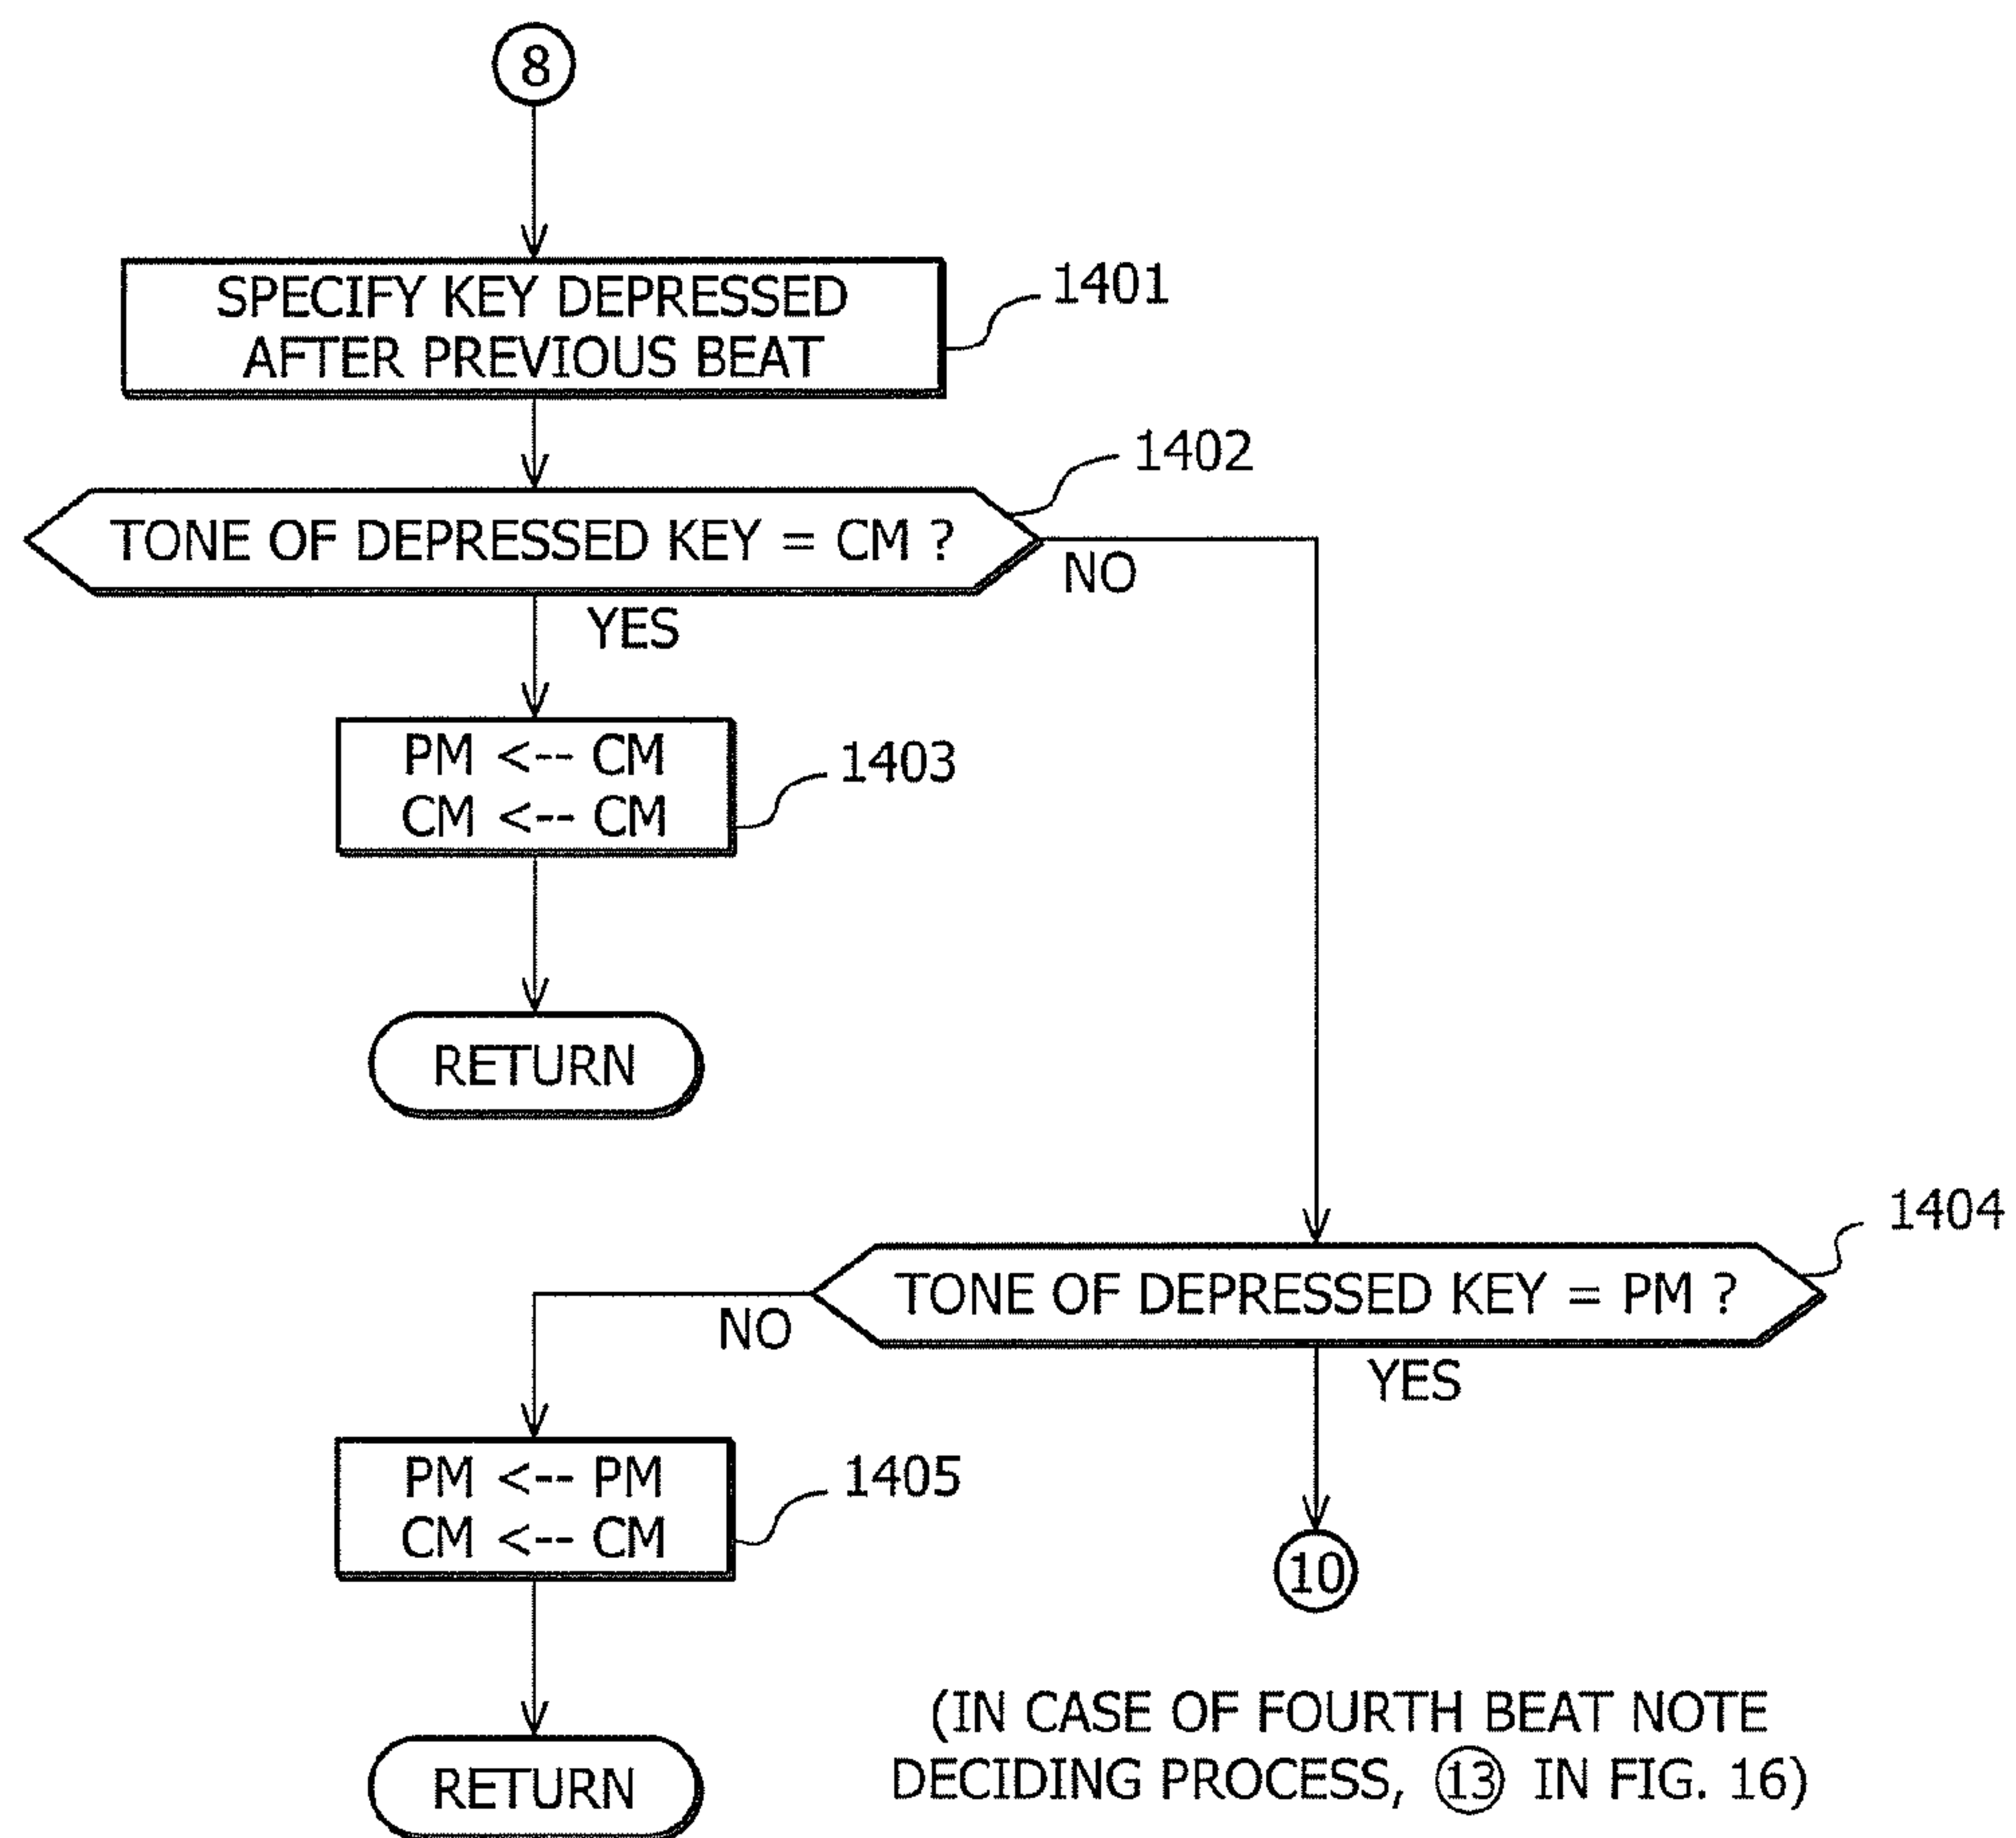 8
SPECIFY KEY DEPRESSED
AFTER PREVIOUS BEAT
1401
TONE OF DEPRESSED KEY = CM ?
1402
NO
YES
PM <-- CM
CM <-- CM
1403
RETURN
1404
TONE OF DEPRESSED KEY = PM ?
NO
YES
PM <-- PM
CM <-- CM
1405
10
RETURN
(IN CASE OF FOURTH BEAT NOTE
DECIDING PROCESS, 13 IN FIG. 16)